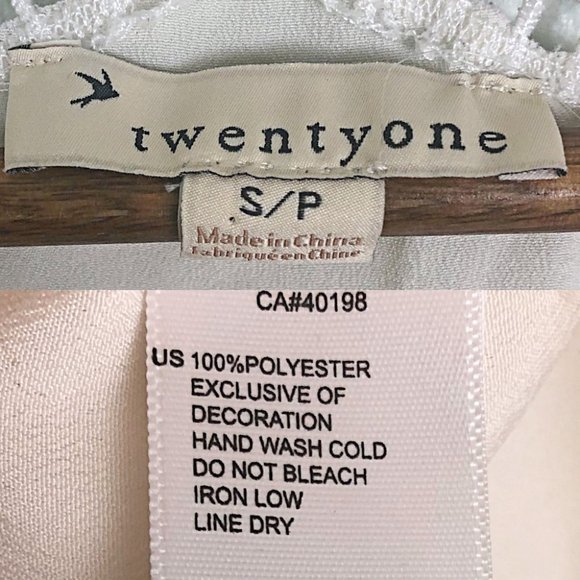 twentyone
S/P
Made in China
Fabriqué en Chine
CA#40198
US 100%POLYESTER
EXCLUSIVE OF
DECORATION
HAND WASH COLD
DO NOT BLEACH
IRON LOW
LINE DRY